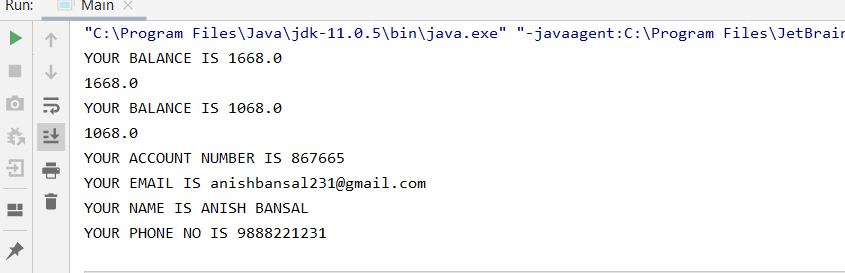 Run: Main
"C:\Program Files\Java\jdk-11.0.5\bin\java.exe" "-javaagent:C:\Program Files\JetBrain
YOUR BALANCE IS 1668.0
1668.0
YOUR BALANCE IS 1068.0
1068.0
YOUR ACCOUNT NUMBER IS 867665
YOUR EMAIL IS anishbansal231@gmail.com
YOUR NAME IS ANISH BANSAL
YOUR PHONE NO IS 9888221231